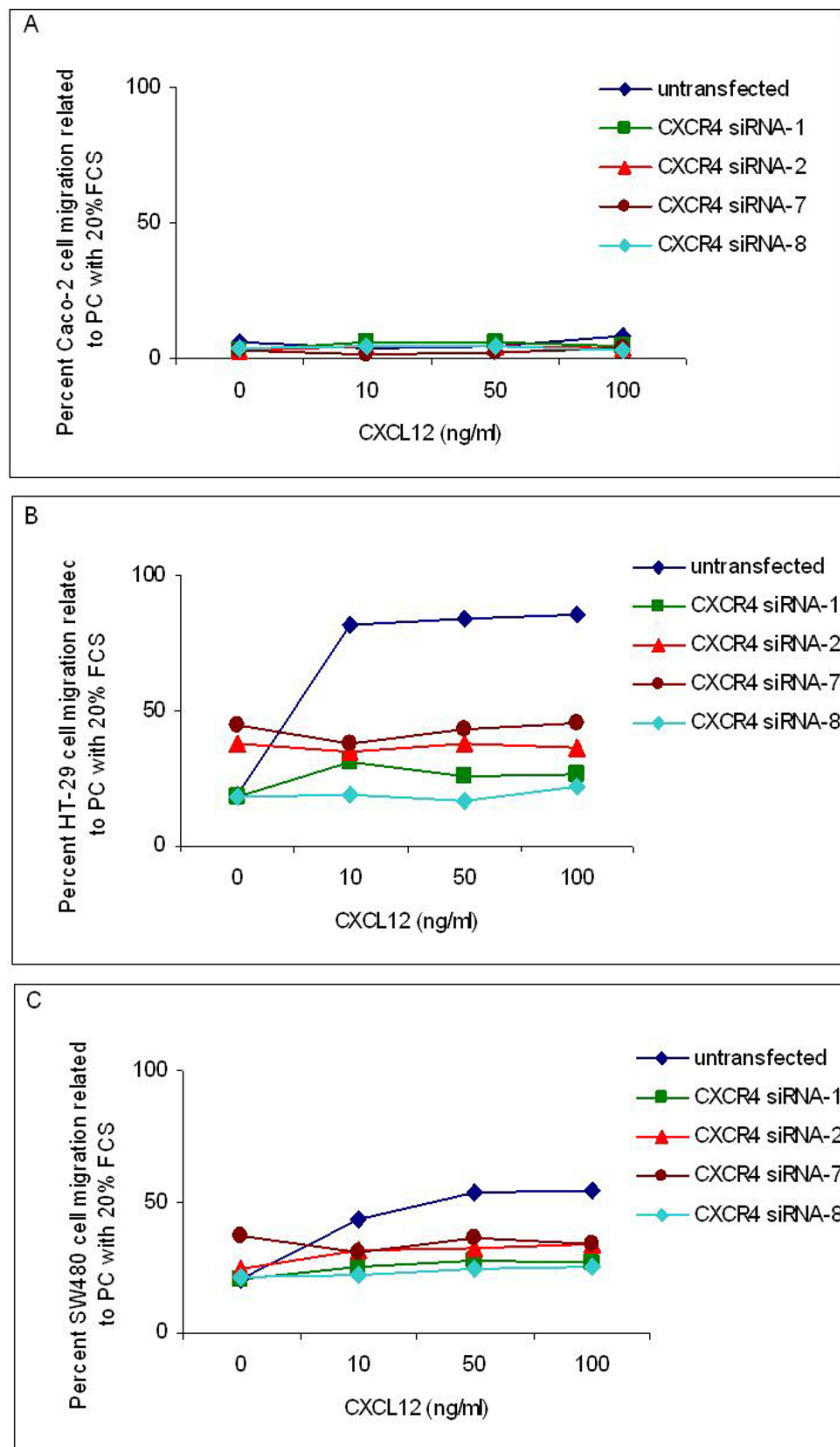 A
Percent Caco-2 cell migration related
to PC with 20% FCS
100
50
0
0 10 50 100
CXCL12 (ng/ml)
untransfected
CXCR4 siRNA-1
CXCR4 siRNA-2
CXCR4 siRNA-7
CXCR4 siRNA-8
B
Percent HT-29 cell migration related
to PC with 20% FCS
100
50
0
0 10 50 100
CXCL12 (ng/ml)
untransfected
CXCR4 siRNA-1
CXCR4 siRNA-2
CXCR4 siRNA-7
CXCR4 siRNA-8
C
Percent SW480 cell migration related
to PC with 20% FCS
100
50
0
0 10 50 100
CXCL12 (ng/ml)
untransfected
CXCR4 siRNA-1
CXCR4 siRNA-2
CXCR4 siRNA-7
CXCR4 siRNA-8